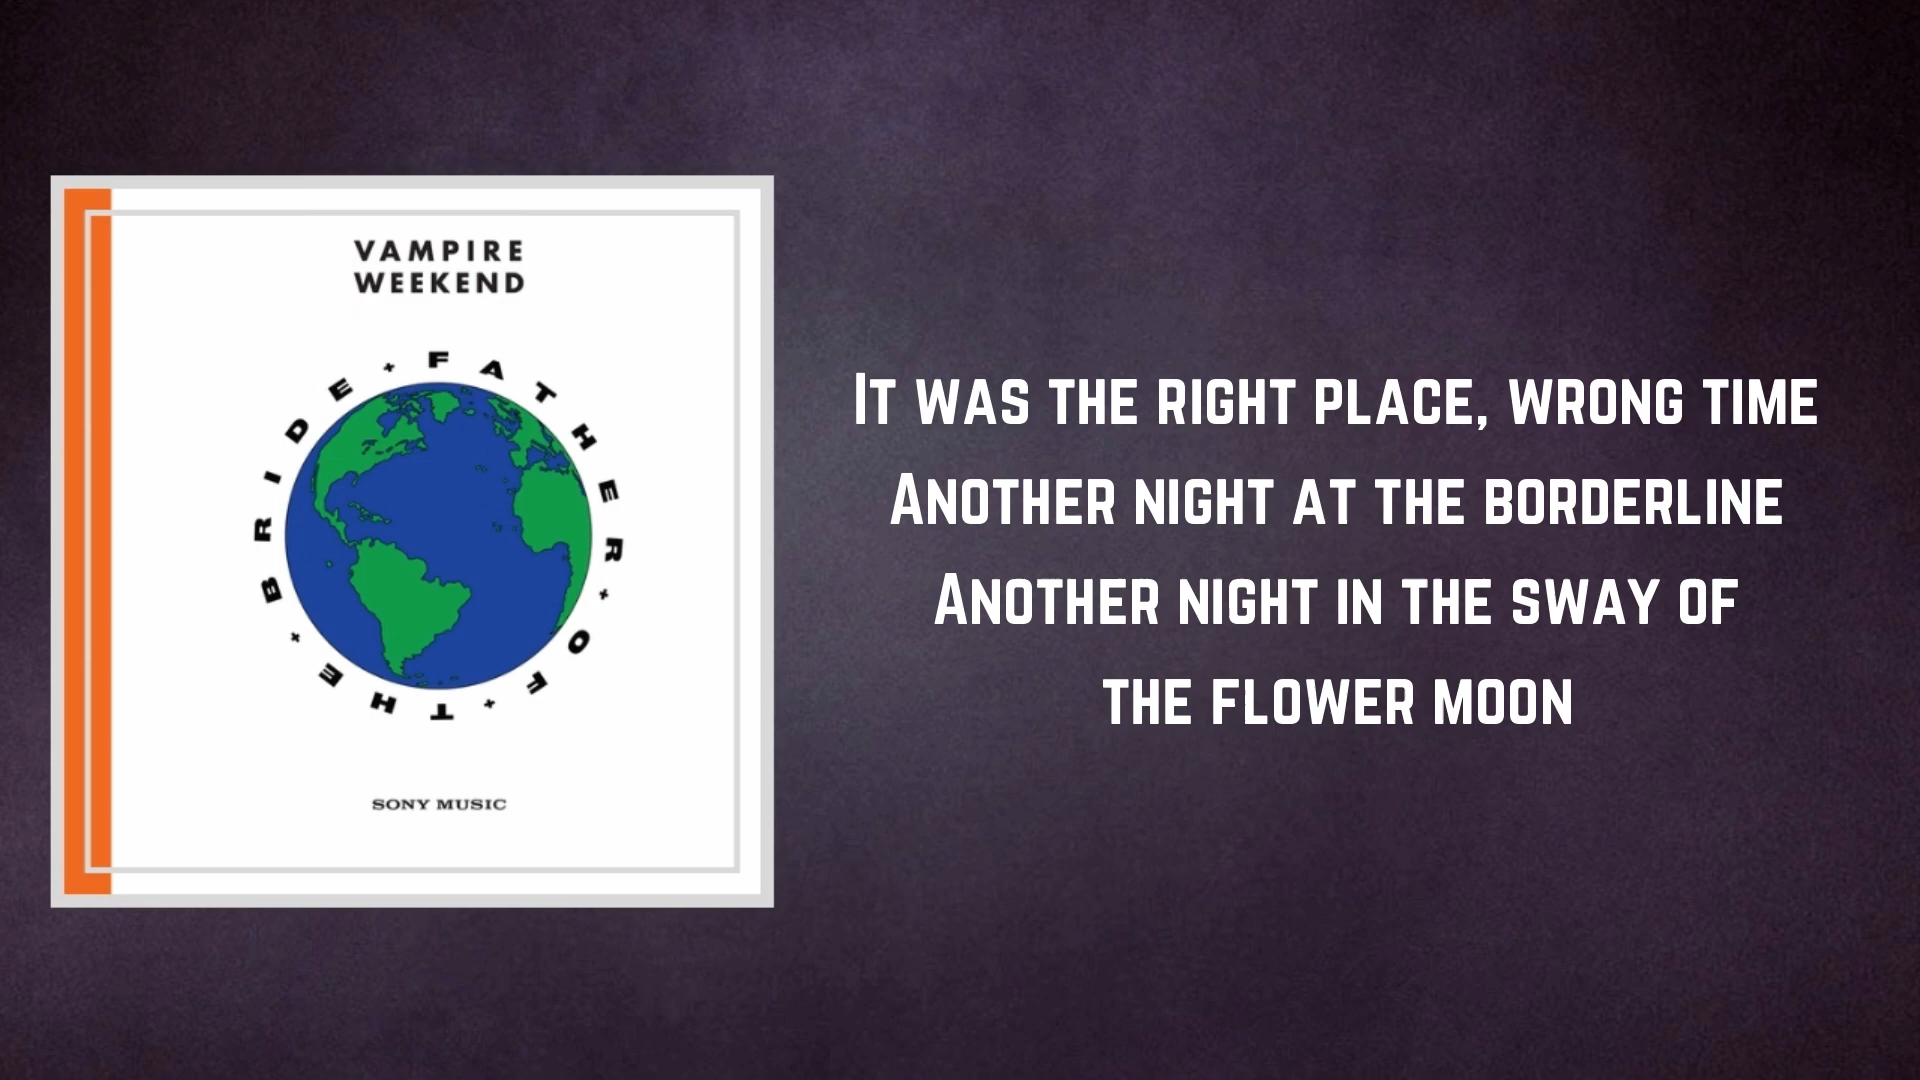 VAMPIRE
WEEKEND
FATHER + OF + THE + BRIDE +
SONY MUSIC
It was the right place, wrong time
Another night at the borderline
Another night in the sway of
the flower moon